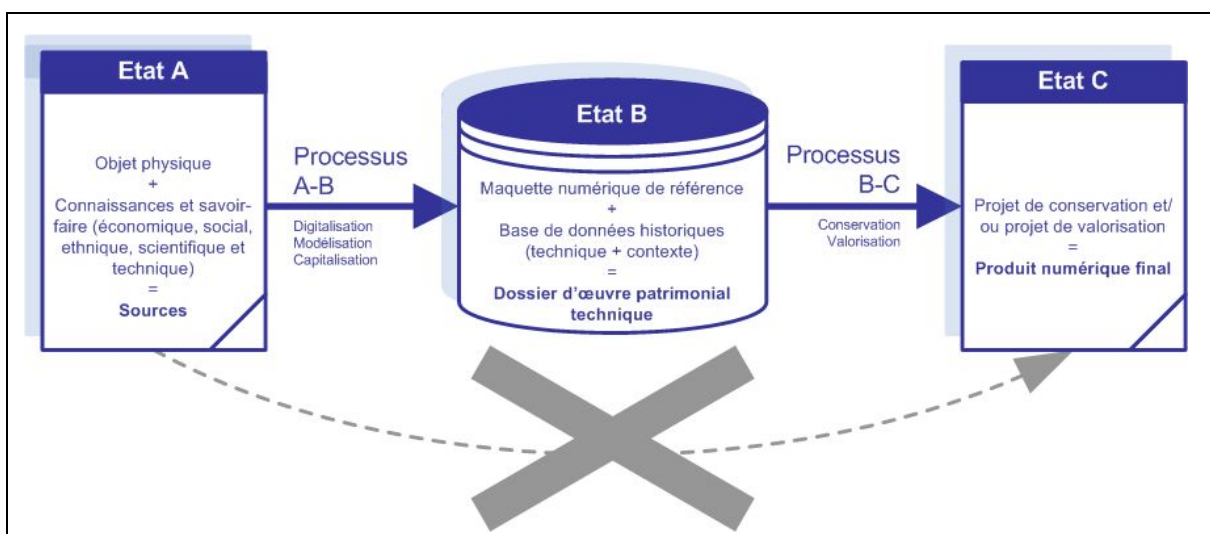 Etat A
Objet physique
+
Connaissances et savoir-
faire (économique, social,
ethnique, scientifique et
technique)
=
Sources
Processus
A-B
Digitalisation
Modélisation
Capitalisation
Etat B
Maquette numérique de référence
+
Base de données historiques
(technique + contexte)
=
Dossier d'œuvre patrimonial
technique
Processus
B-C
Conservation
Valorisation
Etat C
Projet de conservation et/
ou projet de valorisation
=
Produit numérique final